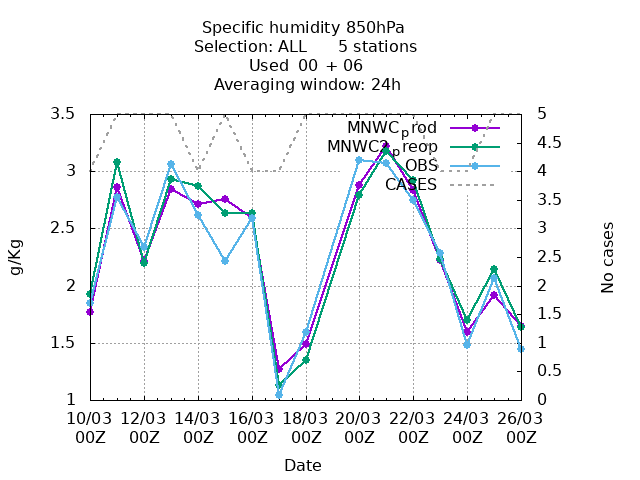 Specific humidity 850hPa
Selection: ALL 5 stations
Used 00 + 06
Averaging window: 24h
3.5
3
2.5
2
1.5
1
g/Kg
5
4.5
4
3.5
3
2.5
2
1.5
1
0.5
0
No cases
MNWCprod
MNWC2preop
OBS
CASES
10/03 12/03 14/03 16/03 18/03 20/03 22/03 24/03 26/03
00Z 00Z 00Z 00Z 00Z 00Z 00Z 00Z 00Z
Date